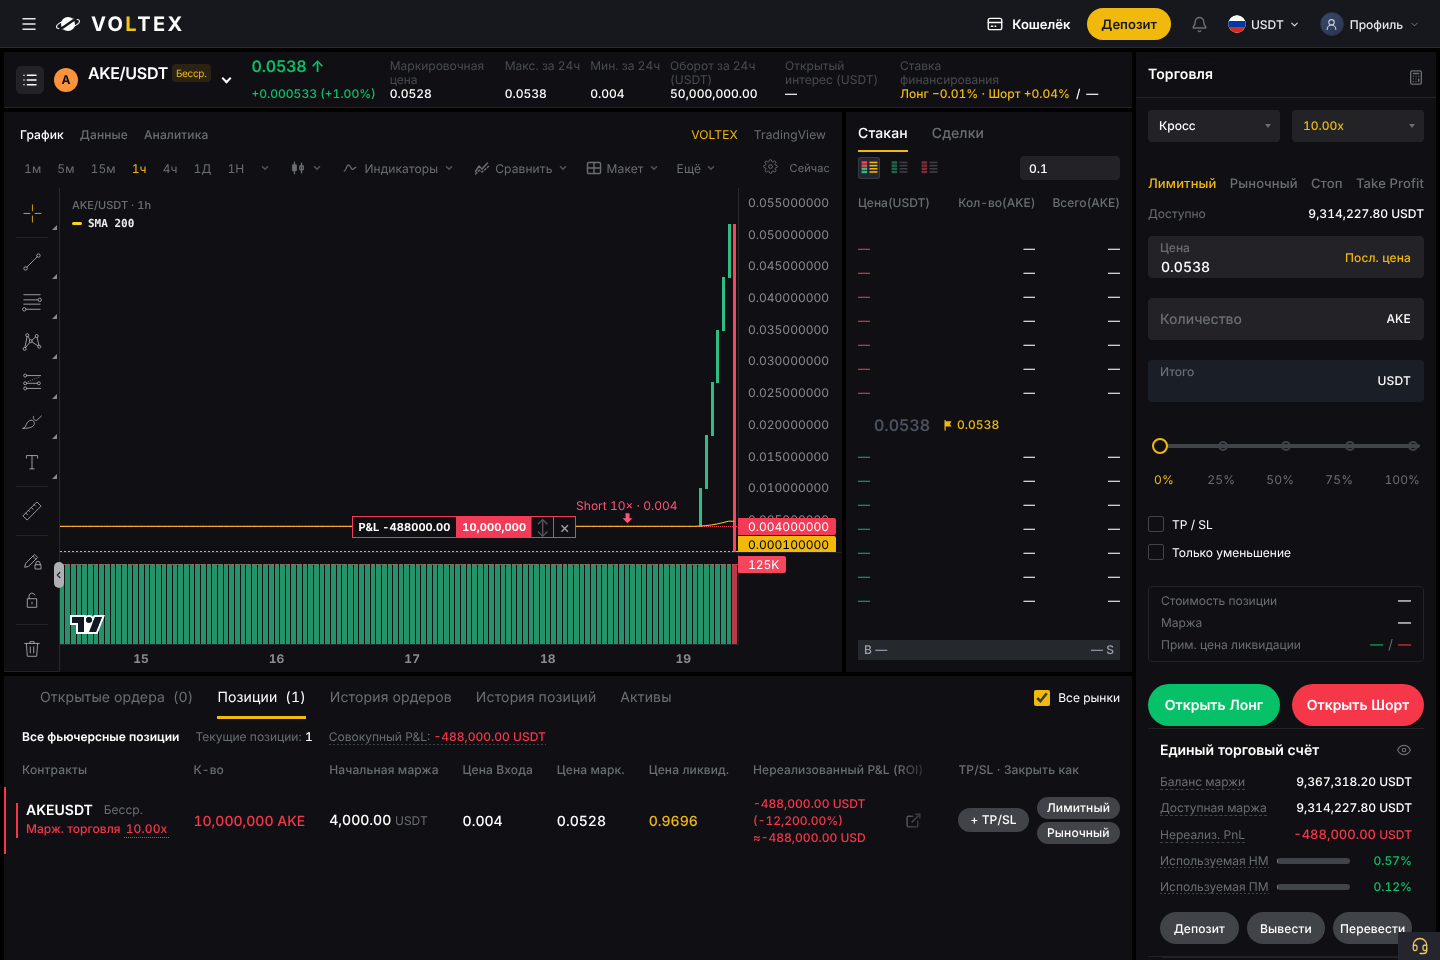 VOLTEX
Кошелёк
Депозит
USDT
Профиль
A
AKE/USDT Бесср.
0.0538 ↑
+0.000533 (+1.00%)
Маркировочная цена
0.0528
Макс. за 24ч
0.0538
Мин. за 24ч
0.004
Оборот за 24ч (USDT)
50,000,000.00
Открытый интерес (USDT)
—
Ставка финансирования
Лонг −0.01% · Шорт +0.04% / —
График Данные Аналитика
VOLTEX TradingView
1м 5м 15м 1ч 4ч 1Д 1Н
Индикаторы Сравнить Макет Ещё Сейчас
AKE/USDT · 1h
SMA 200
0.055000000
0.050000000
0.045000000
0.040000000
0.035000000
0.030000000
0.025000000
0.020000000
0.015000000
0.010000000
0.004000000
0.000100000
125K
Short 10× · 0.004
P&L -488000.00 10,000,000
15 16 17 18 19
Стакан Сделки
0.1
Цена(USDT) Кол-во(AKE) Всего(AKE)
— — —
— — —
— — —
— — —
— — —
— — —
— — —
0.0538 0.0538
— — —
— — —
— — —
— — —
— — —
— — —
— — —
B — — S
Торговля
Кросс 10.00x
Лимитный Рыночный Стоп Take Profit
Доступно 9,314,227.80 USDT
Цена
0.0538 Посл. цена
Количество AKE
Итого
USDT
0% 25% 50% 75% 100%
TP / SL
Только уменьшение
Стоимость позиции —
Маржа —
Прим. цена ликвидации — / —
Открыть Лонг Открыть Шорт
Единый торговый счёт
Баланс маржи 9,367,318.20 USDT
Доступная маржа 9,314,227.80 USDT
Нереализ. PnL -488,000.00 USDT
Используемая НМ 0.57%
Используемая ПМ 0.12%
Депозит Вывести Перевести
Открытые ордера (0) Позиции (1) История ордеров История позиций Активы
Все рынки
Все фьючерсные позиции Текущие позиции: 1 Совокупный P&L: -488,000.00 USDT
Контракты К-во Начальная маржа Цена Входа Цена марк. Цена ликвид. Нереализованный P&L (ROI) TP/SL · Закрыть как
AKEUSDT Бесср.
Марж. торговля 10.00x
10,000,000 AKE 4,000.00 USDT 0.004 0.0528 0.9696
-488,000.00 USDT
(-12,200.00%)
≈-488,000.00 USD
+ TP/SL
Лимитный
Рыночный